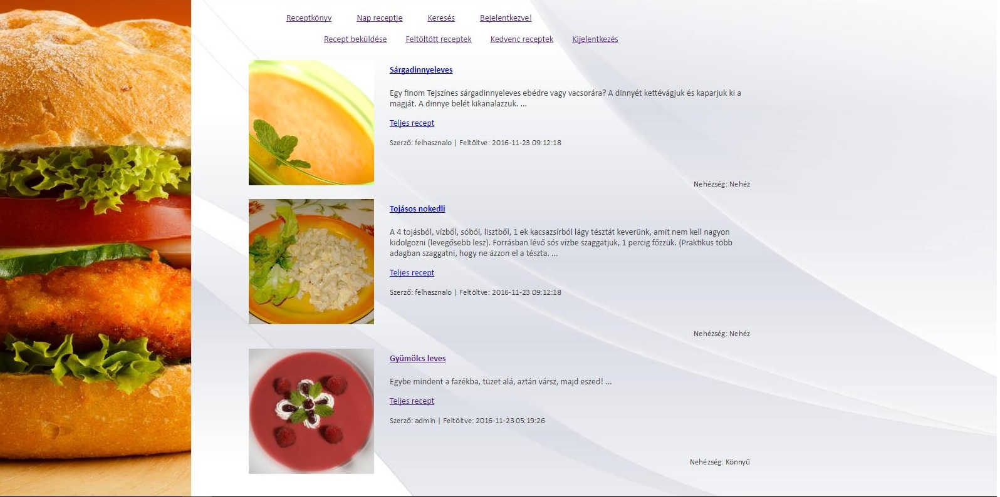 Receptkönyv Nap receptje Keresés Bejelentkezve!
Recept beküldése Feltöltött receptek Kedvenc receptek Kijelentkezés
Sárgadinnyeleves
Egy finom Tejszínes sárgadinnyeleves ebédre vagy vacsorára? A dinnyét kettévágjuk és kaparjuk ki a
magját. A dinnye belét kikanalazzuk. ...
Teljes recept
Szerző: felhasznalo | Feltöltve: 2016-11-23 09:12:18
Nehézség: Nehéz
Tojásos nokedli
A 4 tojásból, vízből, sóból, lisztből, 1 ek kacsazsírból lágy tésztát keverünk, amit nem kell nagyon
kidolgozni (levegősebb lesz). Forrásban lévő sós vízbe szaggatjuk, 1 percig főzzük. (Praktikus több
adagban szaggatni, hogy ne ázzon el a tészta. ...
Teljes recept
Szerző: felhasznalo | Feltöltve: 2016-11-23 09:12:18
Nehézség: Nehéz
Gyümölcs leves
Egybe mindent a fazékba, tüzet alá, aztán vársz, majd eszed! ...
Teljes recept
Szerző: admin | Feltöltve: 2016-11-23 05:19:26
Nehézség: Könnyű